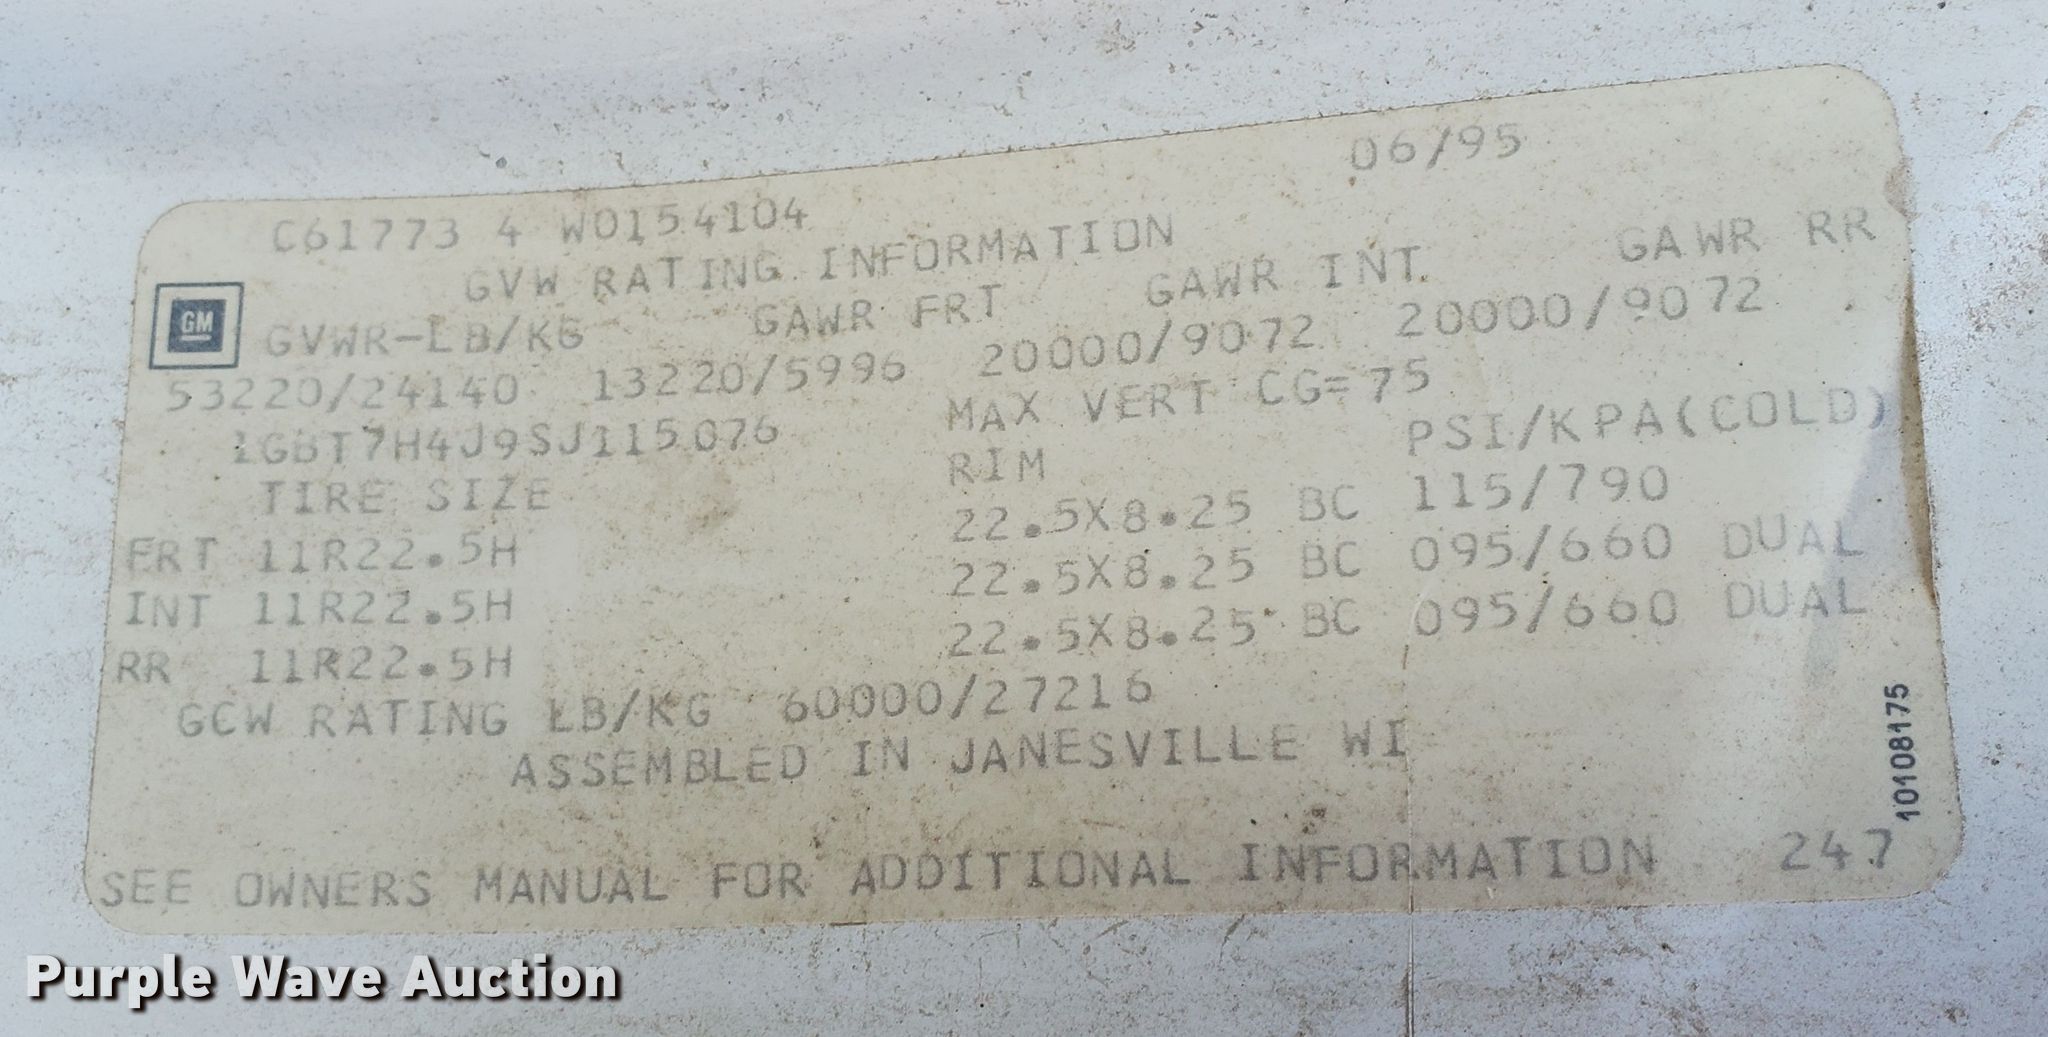 06/95
C61773 4 W0154104
GVW RATING INFORMATION
GM
GVWR-LB/KG GAWR FRT GAWR INT GAWR RR
53220/24140 13220/5996 20000/9072 20000/9072
1GBT7H4J9SJ115076 MAX VERT CG=75
TIRE SIZE RIM PSI/KPA(COLD)
FRT 11R22.5H 22.5X8.25 BC 115/790
INT 11R22.5H 22.5X8.25 BC 095/660 DUAL
RR 11R22.5H 22.5X8.25 BC 095/660 DUAL
GCW RATING LB/KG 60000/27216
ASSEMBLED IN JANESVILLE WI
10108175
SEE OWNERS MANUAL FOR ADDITIONAL INFORMATION 247
Purple Wave Auction